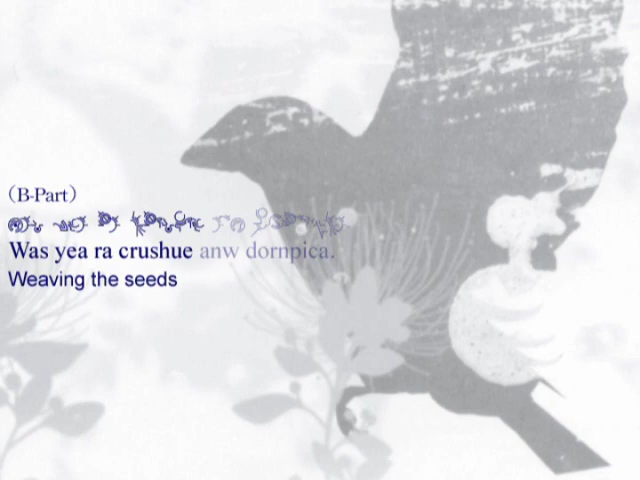 （B-Part）
Was yea ra crushue anw dornpica.
Weaving the seeds